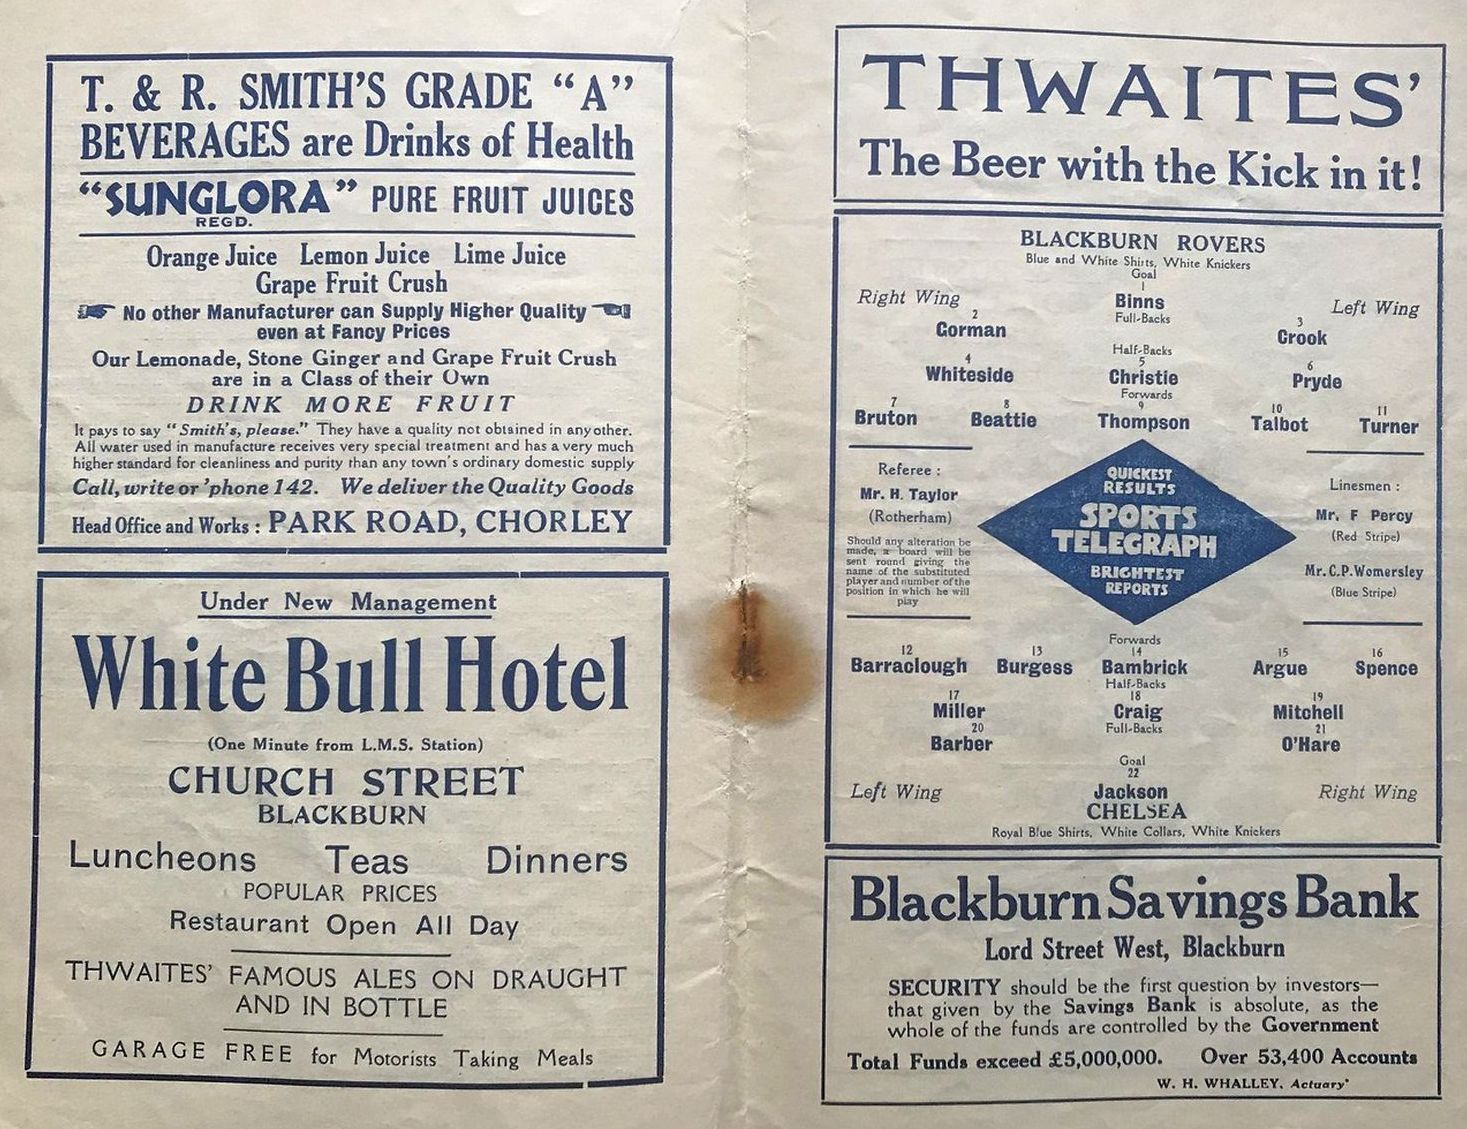 T. & R. SMITH'S GRADE "A"
BEVERAGES are Drinks of Health
"SUNGLORA" PURE FRUIT JUICES
REGD.
Orange Juice Lemon Juice Lime Juice
Grape Fruit Crush
No other Manufacturer can Supply Higher Quality
even at Fancy Prices
Our Lemonade, Stone Ginger and Grape Fruit Crush
are in a Class of their Own
DRINK MORE FRUIT
It pays to say "Smith's, please." They have a quality not obtained in any other.
All water used in manufacture receives very special treatment and has a very much
higher standard for cleanliness and purity than any town's ordinary domestic supply
Call, write or 'phone 142. We deliver the Quality Goods
Head Office and Works : PARK ROAD, CHORLEY
Under New Management
White Bull Hotel
(One Minute from L.M.S. Station)
CHURCH STREET
BLACKBURN
Luncheons Teas Dinners
POPULAR PRICES
Restaurant Open All Day
THWAITES' FAMOUS ALES ON DRAUGHT
AND IN BOTTLE
GARAGE FREE for Motorists Taking Meals
THWAITES'
The Beer with the Kick in it!
BLACKBURN ROVERS
Blue and White Shirts, White Knickers
Goal
1
Right Wing Binns Left Wing
Full-Backs
2 3
Gorman Crook
Half-Backs
4 5 6
Whiteside Christie Pryde
Forwards
7 8 9 10 11
Bruton Beattie Thompson Talbot Turner
Referee :
Mr. H. Taylor
(Rotherham)
Should any alteration be
made, a board will be
sent round giving the
name of the substituted
player and number of the
position in which he will
play
QUICKEST
RESULTS
SPORTS
TELEGRAPH
BRIGHTEST
REPORTS
Linesmen :
Mr. F Percy
(Red Stripe)
Mr. C. P. Womersley
(Blue Stripe)
Forwards
12 13 14 15 16
Barraclough Burgess Bambrick Argue Spence
Half-Backs
17 18 19
Miller Craig Mitchell
Full-Backs
20 21
Barber O'Hare
Goal
22
Left Wing Jackson Right Wing
CHELSEA
Royal Blue Shirts, White Collars, White Knickers
Blackburn Savings Bank
Lord Street West, Blackburn
SECURITY should be the first question by investors—
that given by the Savings Bank is absolute, as the
whole of the funds are controlled by the Government
Total Funds exceed £5,000,000. Over 53,400 Accounts
W. H. WHALLEY, Actuary